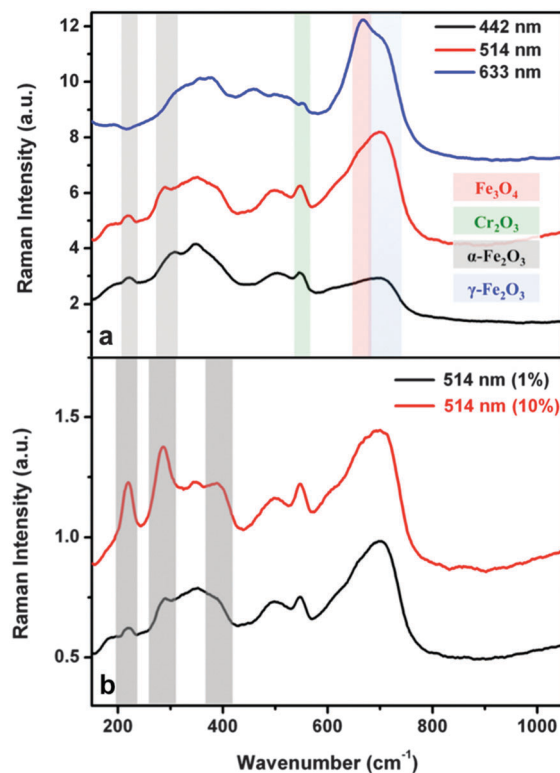 12
10
8
6
4
2
Raman Intensity (a.u.)
442 nm
514 nm
633 nm
Fe₃O₄
Cr₂O₃
α-Fe₂O₃
γ-Fe₂O₃
a
1.5
1.0
0.5
Raman Intensity (a.u.)
514 nm (1%)
514 nm (10%)
b
200 400 600 800 1000
Wavenumber (cm⁻¹)